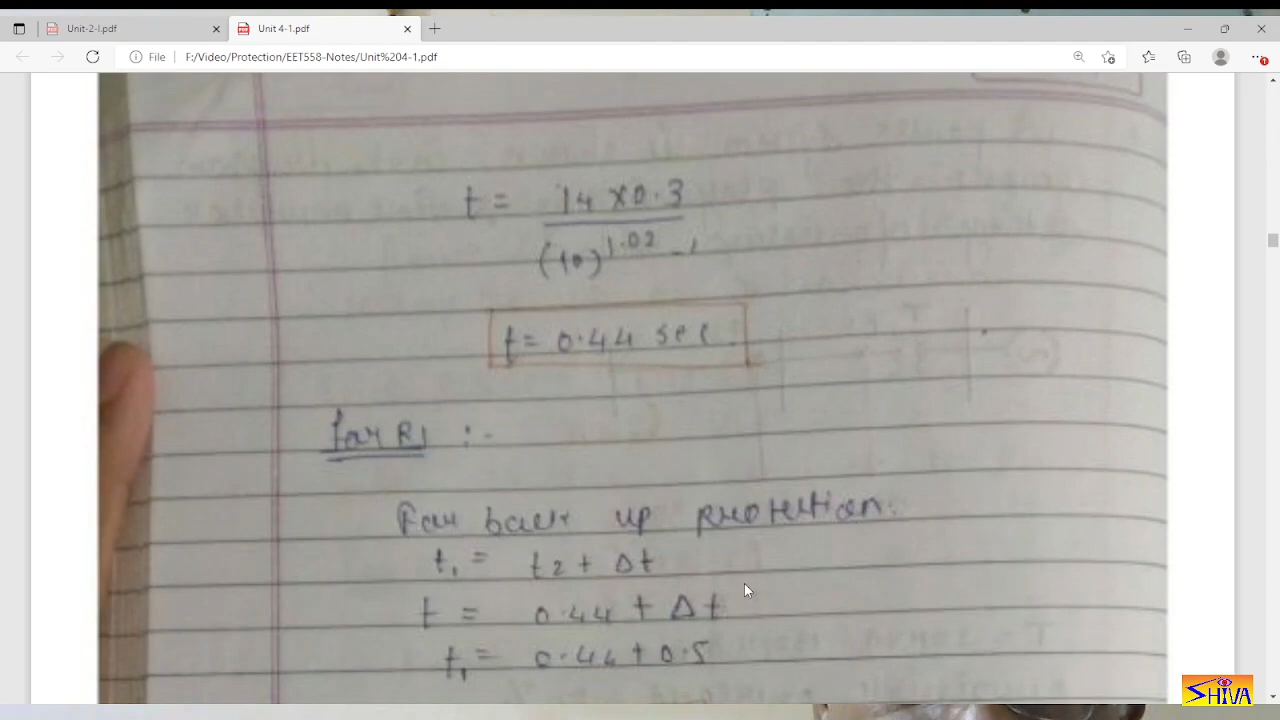 Unit-2-I.pdf
Unit 4-1.pdf
File
F:/Video/Protection/EET558-Notes/Unit%204-1.pdf
t = 14 × 0.3
(10)^1.02 - 1
t = 0.44 sec
for R1 :-
For back up protection.
t₁ = t2 + Δt
t = 0.44 + Δt
t₁ = 0.44 + 0.5
SHIVA